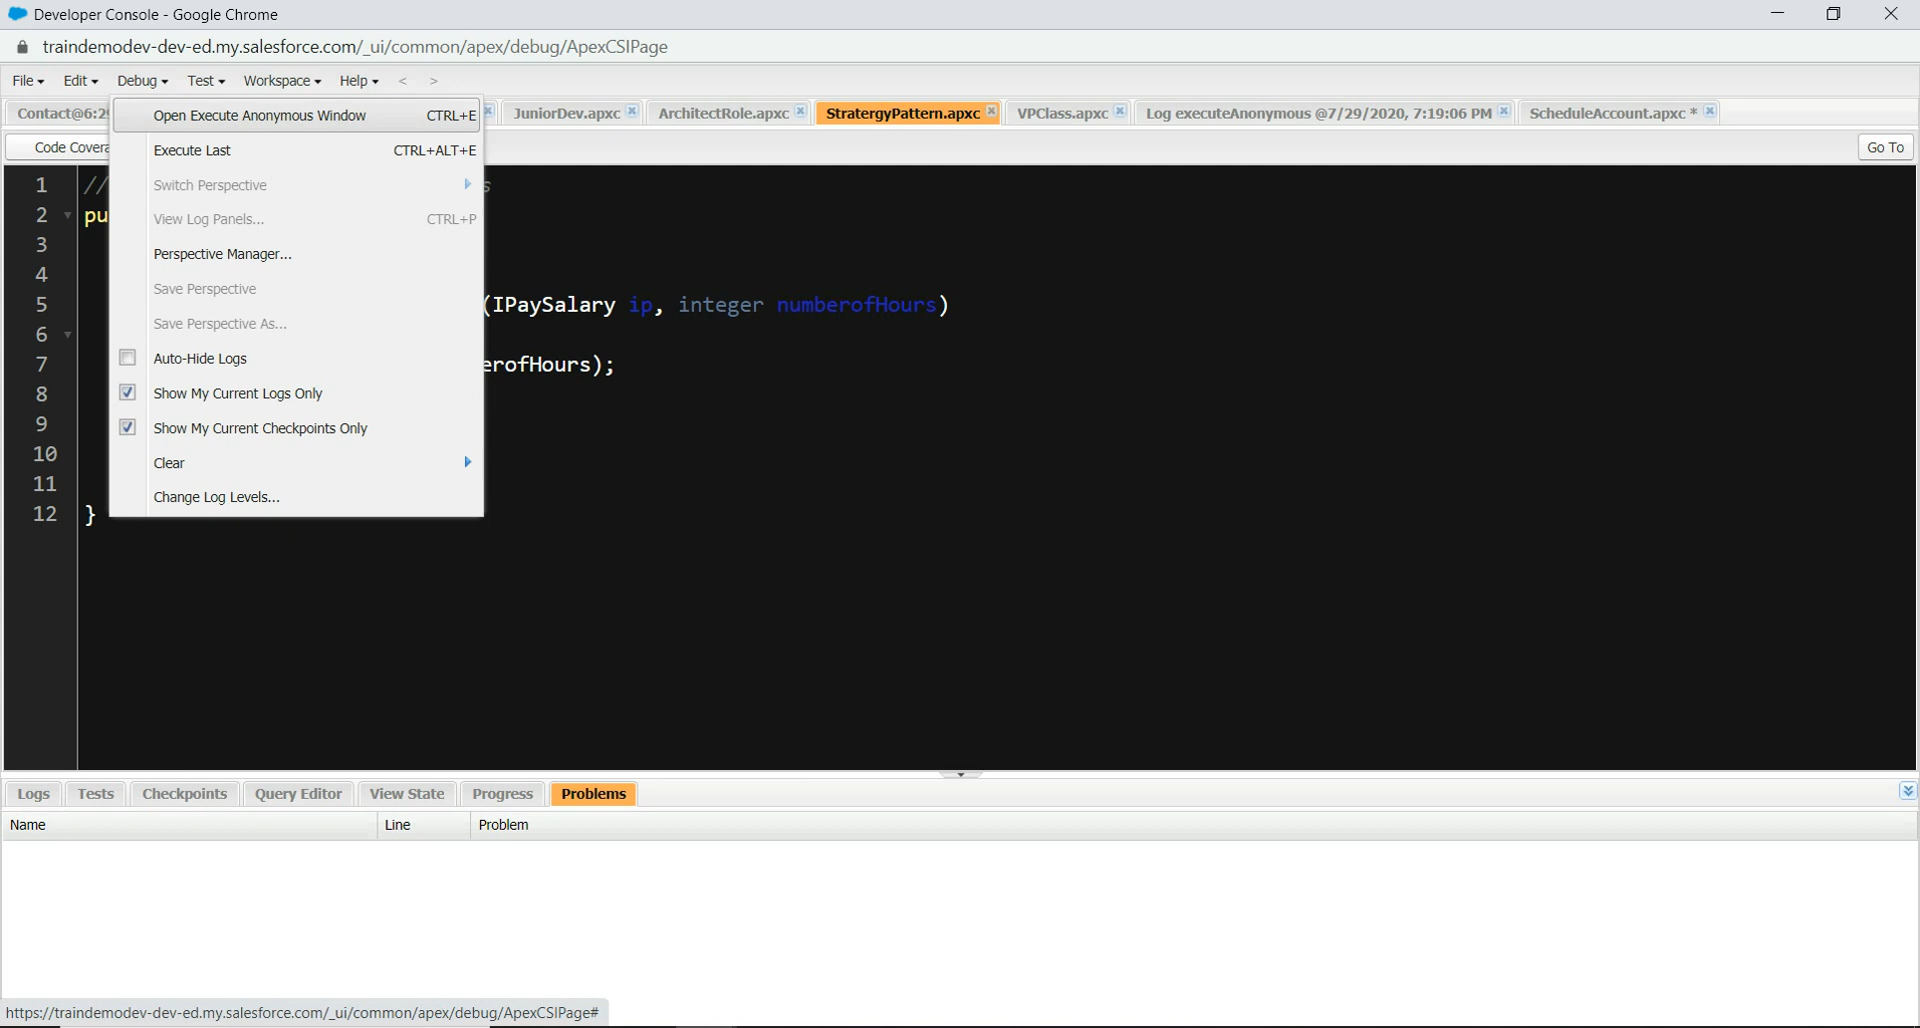 Developer Console - Google Chrome
traindemodev-dev-ed.my.salesforce.com/_ui/common/apex/debug/ApexCSIPage
File Edit Debug Test Workspace Help < >
Contact@6:2 JuniorDev.apxc ArchitectRole.apxc StratergyPattern.apxc VPClass.apxc Log executeAnonymous @7/29/2020, 7:19:06 PM ScheduleAccount.apxc *
Open Execute Anonymous Window CTRL+E
Code Covera Go To
Execute Last CTRL+ALT+E
1 // s
Switch Perspective
2 pu
View Log Panels... CTRL+P
3
Perspective Manager...
4
Save Perspective
5 (IPaySalary ip, integer numberofHours)
Save Perspective As...
6
Auto-Hide Logs
7 erofHours);
8
Show My Current Logs Only
9
Show My Current Checkpoints Only
10
Clear
11
Change Log Levels...
12 }
Logs Tests Checkpoints Query Editor View State Progress Problems
Name Line Problem
https://traindemodev-dev-ed.my.salesforce.com/_ui/common/apex/debug/ApexCSIPage#